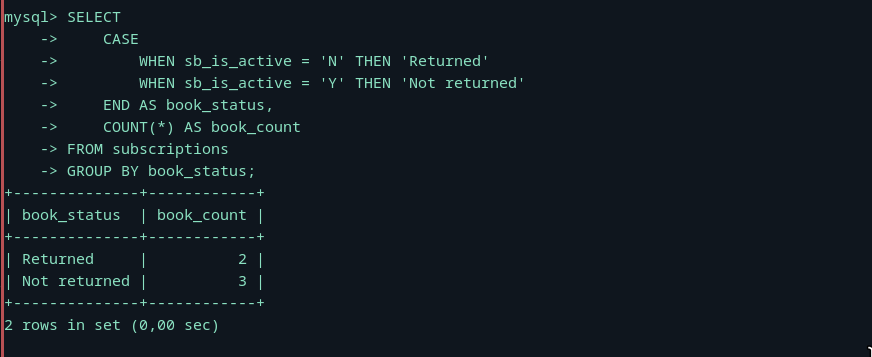 mysql> SELECT
    ->     CASE
    ->         WHEN sb_is_active = 'N' THEN 'Returned'
    ->         WHEN sb_is_active = 'Y' THEN 'Not returned'
    ->     END AS book_status,
    ->     COUNT(*) AS book_count
    -> FROM subscriptions
    -> GROUP BY book_status;
+--------------+------------+
| book_status  | book_count |
+--------------+------------+
| Returned     |          2 |
| Not returned |          3 |
+--------------+------------+
2 rows in set (0,00 sec)